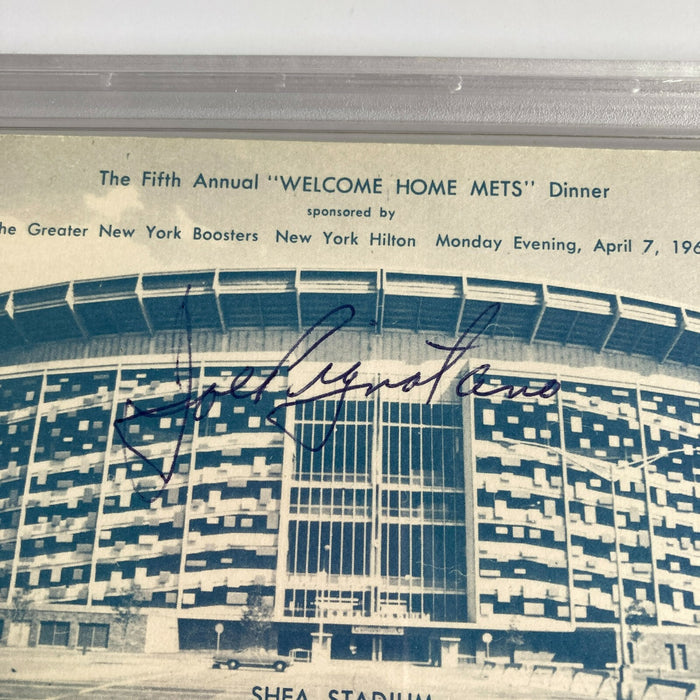 The Fifth Annual "WELCOME HOME METS" Dinner
sponsored by
he Greater New York Boosters New York Hilton Monday Evening, April 7, 196
Joe Pignatano
SHEA STADIUM